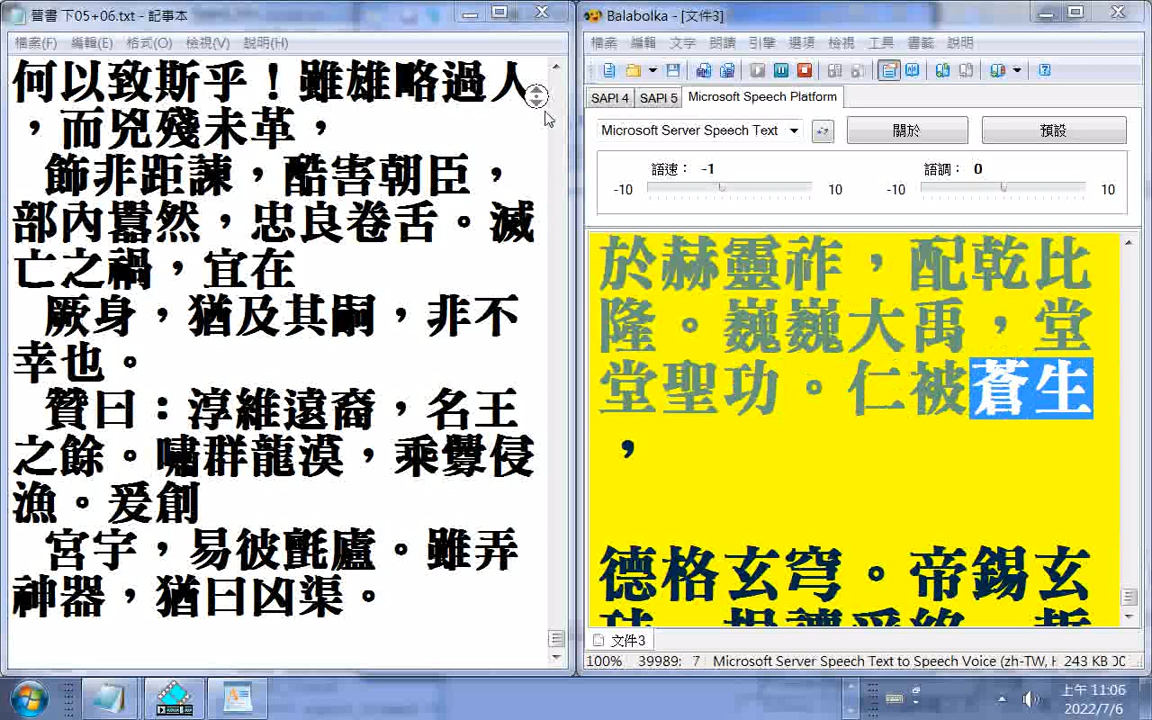 晉書 下05+06.txt - 記事本
檔案(F) 編輯(E) 格式(O) 檢視(V) 說明(H)
何以致斯乎！雖雄略過人
，而兇殘未革，
飾非距諫，酷害朝臣，
部內囂然，忠良卷舌。滅
亡之禍，宜在
厥身，猶及其嗣，非不
幸也。
贊曰：淳維遠裔，名王
之餘。嘯群龍漠，乘釁侵
漁。爰創
宮宇，易彼氈廬。雖弄
神器，猶曰凶渠。
Balabolka - [文件3]
檔案 編輯 文字 朗讀 引擎 選項 檢視 工具 書籤 說明
SAPI 4 SAPI 5 Microsoft Speech Platform
Microsoft Server Speech Text 關於 預設
語速： -1 語調： 0
-10 10 -10 10
於赫靈祚，配乾比
隆。巍巍大禹，堂
堂聖功。仁被蒼生
，
德格玄穹。帝錫玄
文件3
100% 39989: 7 Microsoft Server Speech Text to Speech Voice (zh-TW, H 243 KB
上午 11:06
2022/7/6